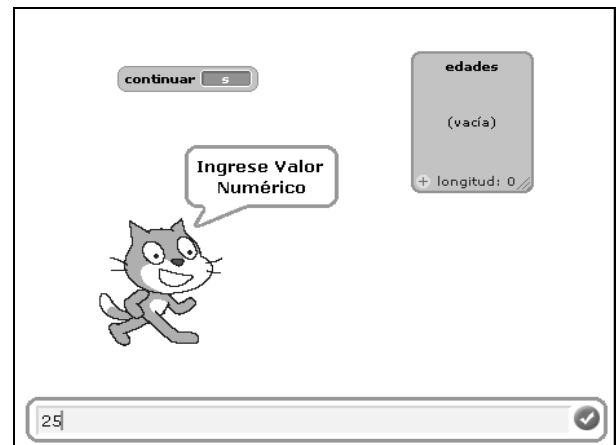 continuar s
edades
(vacía)
+ longitud: 0
Ingrese Valor
Numérico
25